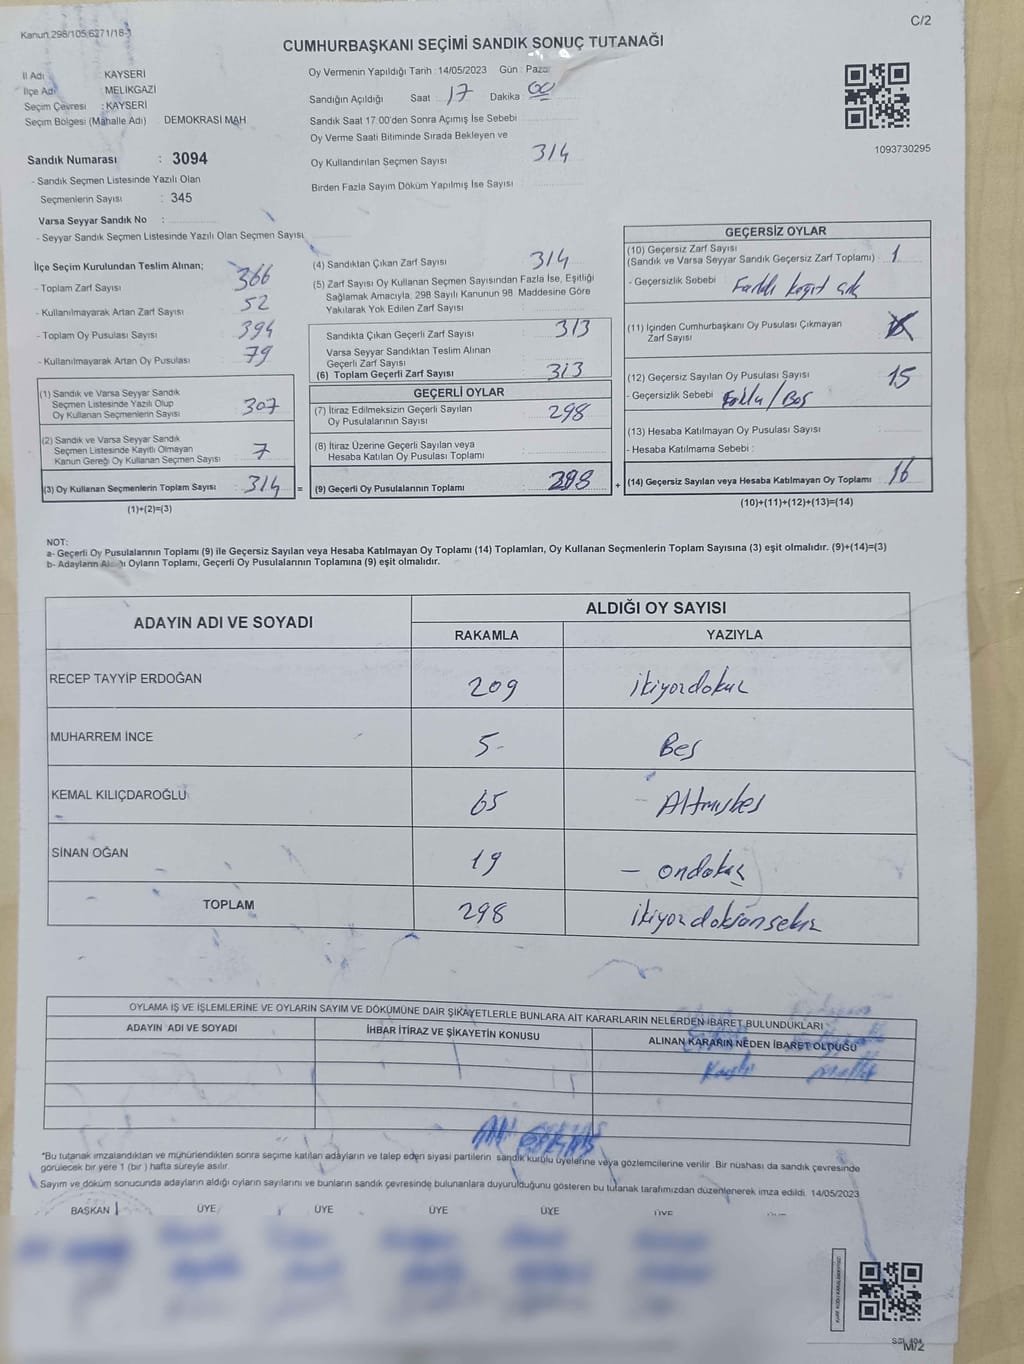 C/2
Kanun 298/105,6271/18-1
CUMHURBAŞKANI SEÇİMİ SANDIK SONUÇ TUTANAĞI
İl Adı : KAYSERİ
İlçe Adı : MELİKGAZİ
Seçim Çevresi : KAYSERİ
Seçim Bölgesi (Mahalle Adı) : DEMOKRASİ MAH
Sandık Numarası : 3094
- Sandık Seçmen Listesinde Yazılı Olan
Seçmenlerin Sayısı : 345
Varsa Seyyar Sandık No :
- Seyyar Sandık Seçmen Listesinde Yazılı Olan Seçmen Sayısı
Oy Vermenin Yapıldığı Tarih : 14/05/2023 Gün : Pazar
Sandığın Açıldığı Saat : 17 Dakika : 00
Sandık Saat 17:00'den Sonra Açımış İse Sebebi :
Oy Verme Saati Bitiminde Sırada Bekleyen ve
Oy Kullandırılan Seçmen Sayısı 314
Birden Fazla Sayım Döküm Yapılmış İse Sayısı :
1093730295
İlçe Seçim Kurulundan Teslim Alınan;
- Toplam Zarf Sayısı 366
- Kullanılmayarak Artan Zarf Sayısı : 52
- Toplam Oy Pusulası Sayısı : 394
- Kullanılmayarak Artan Oy Pusulası : 79
(1) Sandık ve Varsa Seyyar Sandık
Seçmen Listesinde Yazılı Olup
Oy Kullanan Seçmenlerin Sayısı : 307
(2) Sandık ve Varsa Seyyar Sandık
Seçmen Listesinde Kayıtlı Olmayan
Kanun Gereği Oy Kullanan Seçmen Sayısı : 7
(3) Oy Kullanan Seçmenlerin Toplam Sayısı : 314 =
(1)+(2)=(3)
(4) Sandıktan Çıkan Zarf Sayısı : 314
(5) Zarf Sayısı Oy Kullanan Seçmen Sayısından Fazla İse, Eşitliği
Sağlamak Amacıyla, 298 Sayılı Kanunun 98. Maddesine Göre
Yakılarak Yok Edilen Zarf Sayısı :
Sandıkta Çıkan Geçerli Zarf Sayısı : 313
Varsa Seyyar Sandıktan Teslim Alınan
Geçerli Zarf Sayısı :
(6) Toplam Geçerli Zarf Sayısı : 313
GEÇERLİ OYLAR
(7) İtiraz Edilmeksizin Geçerli Sayılan
Oy Pusulalarının Sayısı : 298
(8) İtiraz Üzerine Geçerli Sayılan veya
Hesaba Katılan Oy Pusulası Toplamı :
(9) Geçerli Oy Pusulalarının Toplamı : 298 +
GEÇERSİZ OYLAR
(10) Geçersiz Zarf Sayısı
(Sandık ve Varsa Seyyar Sandık Geçersiz Zarf Toplamı) : 1
- Geçersizlik Sebebi : Farklı kağıt
(11) İçinden Cumhurbaşkanı Oy Pusulası Çıkmayan
Zarf Sayısı
(12) Geçersiz Sayılan Oy Pusulası Sayısı : 15
- Geçersizlik Sebebi : / Boş
(13) Hesaba Katılmayan Oy Pusulası Sayısı :
- Hesaba Katılmama Sebebi :
(14) Geçersiz Sayılan veya Hesaba Katılmayan Oy Toplamı : 16
(10)+(11)+(12)+(13)=(14)
NOT:
a- Geçerli Oy Pusulalarının Toplamı (9) ile Geçersiz Sayılan veya Hesaba Katılmayan Oy Toplamı (14) Toplamları, Oy Kullanan Seçmenlerin Toplam Sayısına (3) eşit olmalıdır. (9)+(14)=(3)
b- Adayların Aldığı Oyların Toplamı, Geçerli Oy Pusulalarının Toplamına (9) eşit olmalıdır.
ADAYIN ADI VE SOYADI
ALDIĞI OY SAYISI
RAKAMLA YAZIYLA
RECEP TAYYİP ERDOĞAN 209 ikiyüzdokuz
MUHARREM İNCE 5- Beş
KEMAL KILIÇDAROĞLU 65 - Altmışbeş
SİNAN OĞAN 19 - ondokuz
TOPLAM 298 ikiyüzdoksansekiz
OYLAMA İŞ VE İŞLEMLERİNE VE OYLARIN SAYIM VE DÖKÜMÜNE DAİR ŞİKAYETLERLE BUNLARA AİT KARARLARIN NELERDEN İBARET BULUNDUKLARI
ADAYIN ADI VE SOYADI İHBAR İTİRAZ VE ŞİKAYETİN KONUSU ALINAN KARARIN NEDEN İBARET OLDUĞU
*Bu tutanak imzalandıktan ve mühürlendikten sonra seçime katılan adayların ve talep eden siyasi partilerin sandık kurulu üyelerine veya gözlemcilerine verilir. Bir nüshası da sandık çevresinde
görülecek bir yere 1 (bir) hafta süreyle asılır.
Sayım ve döküm sonucunda adayların aldığı oyların sayılarını ve bunların sandık çevresinde bulunanlara duyurulduğunu gösteren bu tutanak tarafımızdan düzenlenerek imza edildi. 14/05/2023
BAŞKAN ÜYE ÜYE ÜYE ÜYE ÜYE
M/2